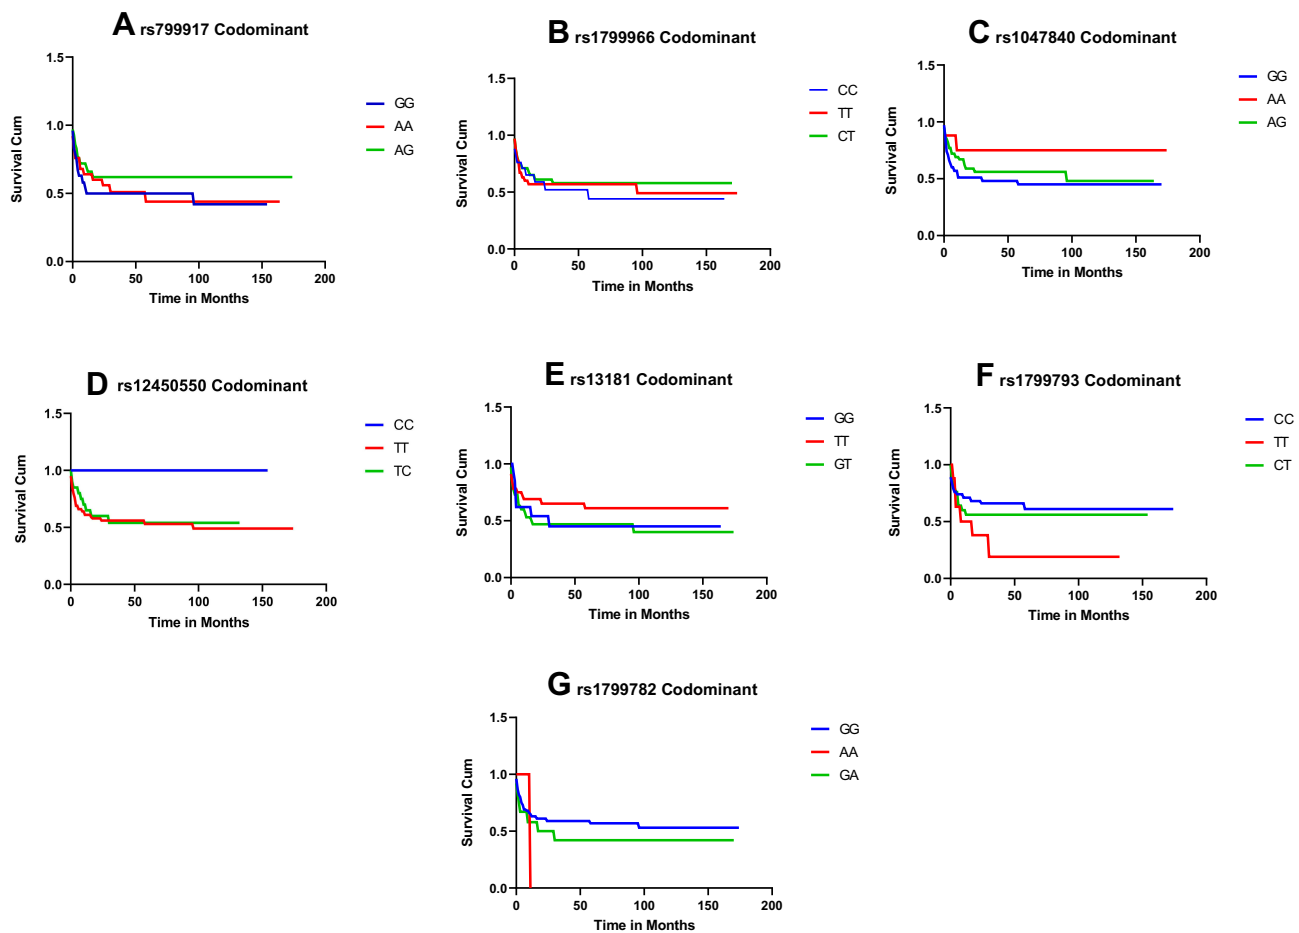 A rs799917 Codominant
1.5
1.0
0.5
0.0
Survival Cum
0 50 100 150 200
Time in Months
GG
AA
AG
B rs1799966 Codominant
1.5
1.0
0.5
0.0
Survival Cum
0 50 100 150 200
Time in Months
CC
TT
CT
C rs1047840 Codominant
1.5
1.0
0.5
0.0
Survival Cum
0 50 100 150 200
Time in Months
GG
AA
AG
D rs12450550 Codominant
1.5
1.0
0.5
0.0
Survival Cum
0 50 100 150 200
Time in Months
CC
TT
TC
E rs13181 Codominant
1.5
1.0
0.5
0.0
Survival Cum
0 50 100 150 200
Time in Months
GG
TT
GT
F rs1799793 Codominant
1.5
1.0
0.5
0.0
Survival Cum
0 50 100 150 200
Time in Months
CC
TT
CT
G rs1799782 Codominant
1.5
1.0
0.5
0.0
Survival Cum
0 50 100 150 200
Time in Months
GG
AA
GA